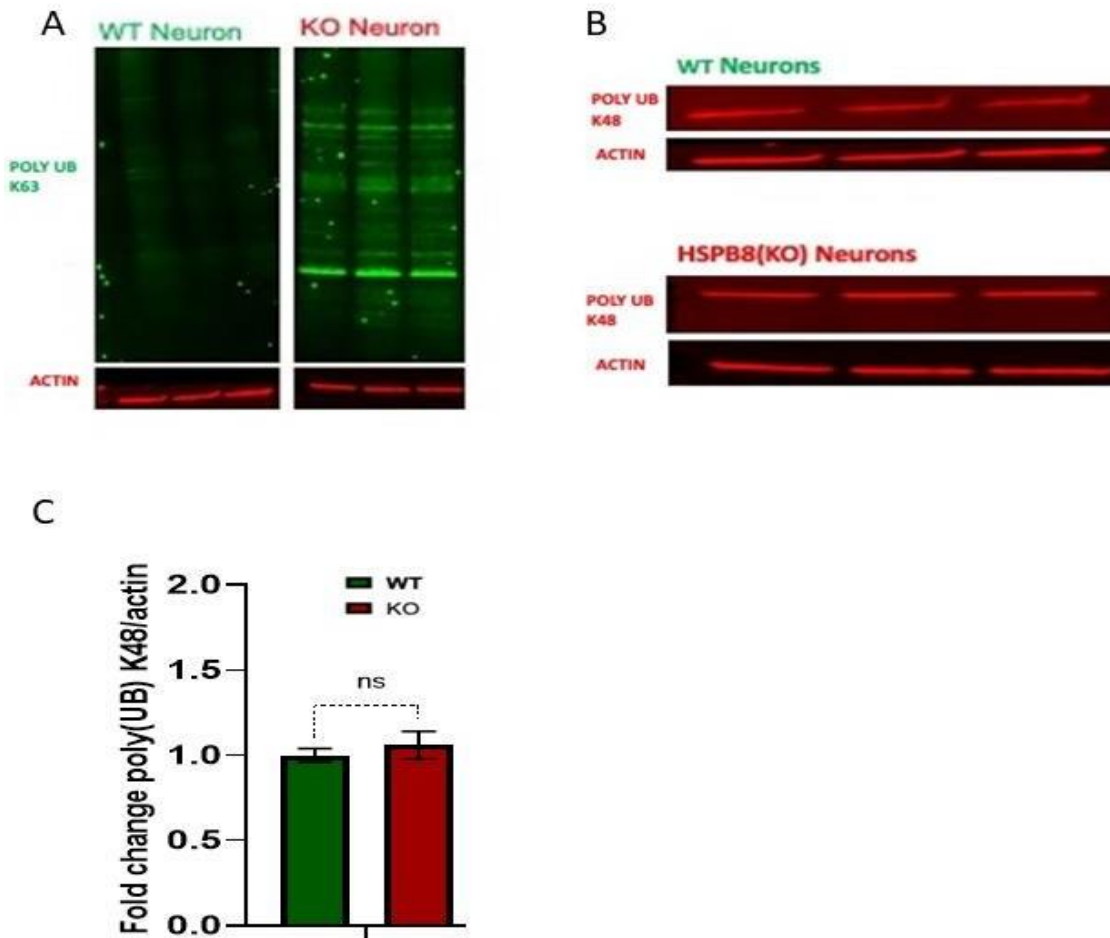 A
WT Neuron
KO Neuron
POLY UB
K63
ACTIN
B
WT Neurons
POLY UB
K48
ACTIN
HSPB8(KO) Neurons
POLY UB
K48
ACTIN
C
Fold change poly(UB) K48/actin
2.0
1.5
1.0
0.5
0.0
WT
KO
ns